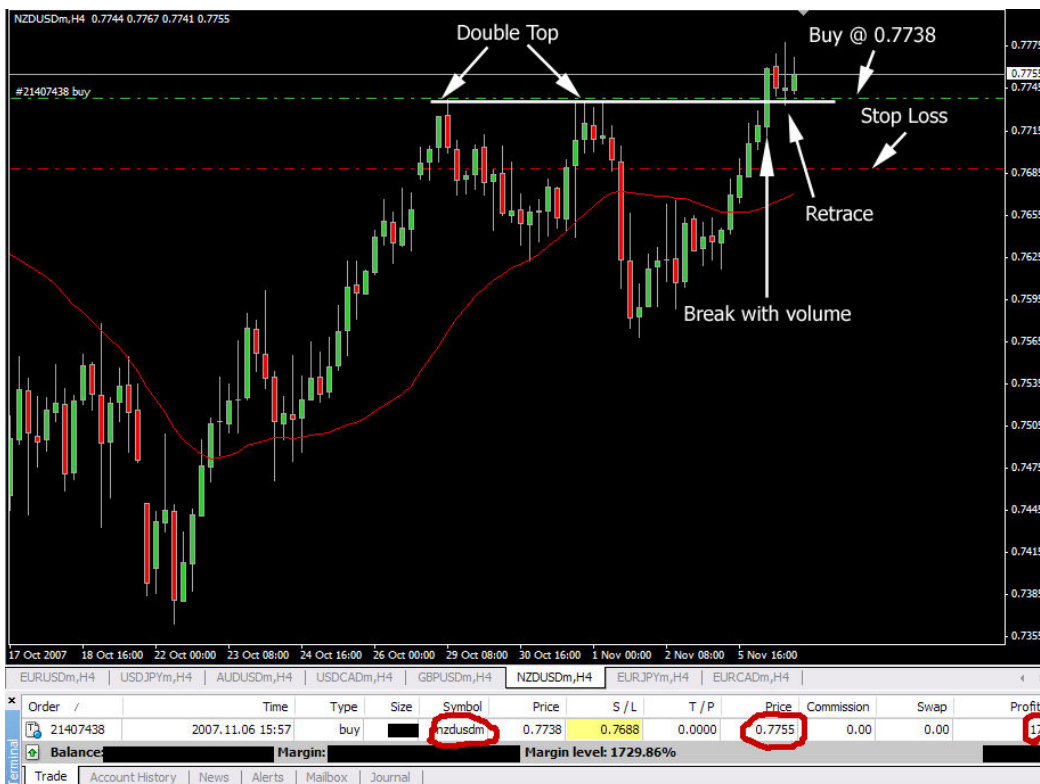 NZDUSDm,H4 0.7744 0.7767 0.7741 0.7755
Double Top
Buy @ 0.7738
#21407438 buy
Stop Loss
Retrace
Break with volume
0.7775
0.7755
0.7745
0.7715
0.7685
0.7655
0.7625
0.7595
0.7565
0.7535
0.7505
0.7475
0.7445
0.7415
0.7385
0.7355
17 Oct 2007 18 Oct 16:00 22 Oct 00:00 23 Oct 08:00 24 Oct 16:00 26 Oct 00:00 29 Oct 08:00 30 Oct 16:00 1 Nov 00:00 2 Nov 08:00 5 Nov 16:00
EURUSDm,H4 USDJPYm,H4 AUDUSDm,H4 USDCADm,H4 GBPUSDm,H4 NZDUSDm,H4 EURJPYm,H4 EURCADm,H4
Order / Time Type Size Symbol Price S / L T / P Price Commission Swap Profit
21407438 2007.11.06 15:57 buy nzdusdm 0.7738 0.7688 0.0000 0.7755 0.00 0.00 17
Balance: Margin: Margin level: 1729.86%
Terminal
Trade Account History News Alerts Mailbox Journal